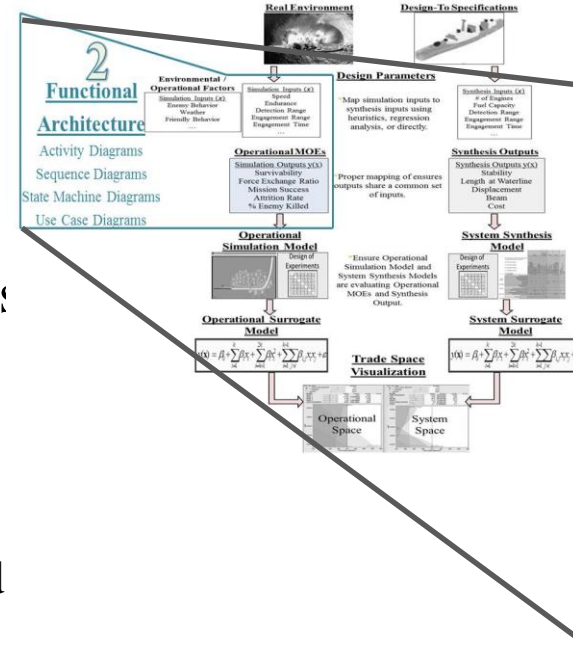 Real Environment
Design-To Specifications
2
Functional
Architecture
Activity Diagrams
Sequence Diagrams
State Machine Diagrams
Use Case Diagrams
Environmental /
Operational Factors
Simulation Inputs (x)
Enemy Behavior
Weather
Friendly Behavior
...
Simulation Inputs (x)
Speed
Endurance
Detection Range
Engagement Range
Engagement Time
...
Design Parameters
*Map simulation inputs to
synthesis inputs using
heuristics, regression
analysis, or directly.
Synthesis Inputs (x)
# of Engines
Fuel Capacity
Detection Range
Engagement Range
Engagement Time
...
Operational MOEs
Simulation Outputs y(x)
Survivability
Force Exchange Ratio
Mission Success
Attrition Rate
% Enemy Killed
*Proper mapping of ensures
outputs share a common set
of inputs.
Synthesis Outputs
Synthesis Outputs y(x)
Stability
Length at Waterline
Displacement
Beam
Cost
Operational
Simulation Model
Design of
Experiments
*Ensure Operational
Simulation Model and
System Synthesis Models
are evaluating Operational
MOEs and Synthesis
Output.
System Synthesis
Model
Design of
Experiments
Operational Surrogate
Model
System Surrogate
Model
Trade Space
Visualization
Operational
Space
System
Space
s
d